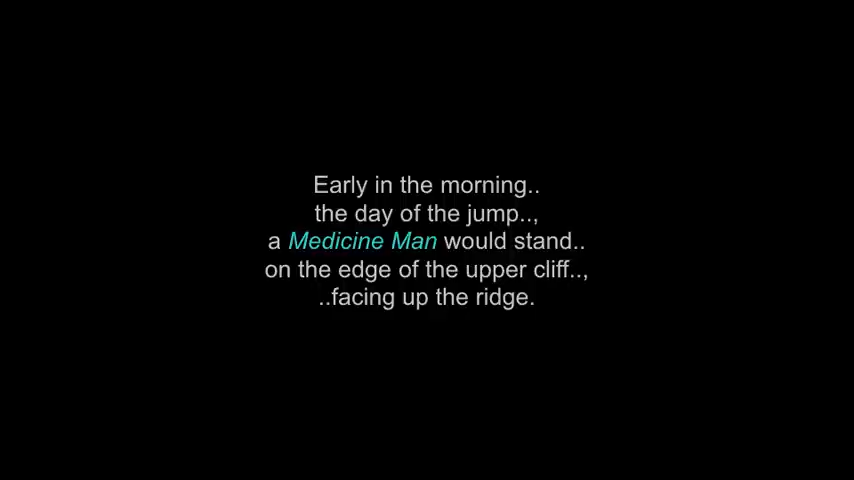 Early in the morning..
the day of the jump..,
a Medicine Man would stand..
on the edge of the upper cliff..,
..facing up the ridge.